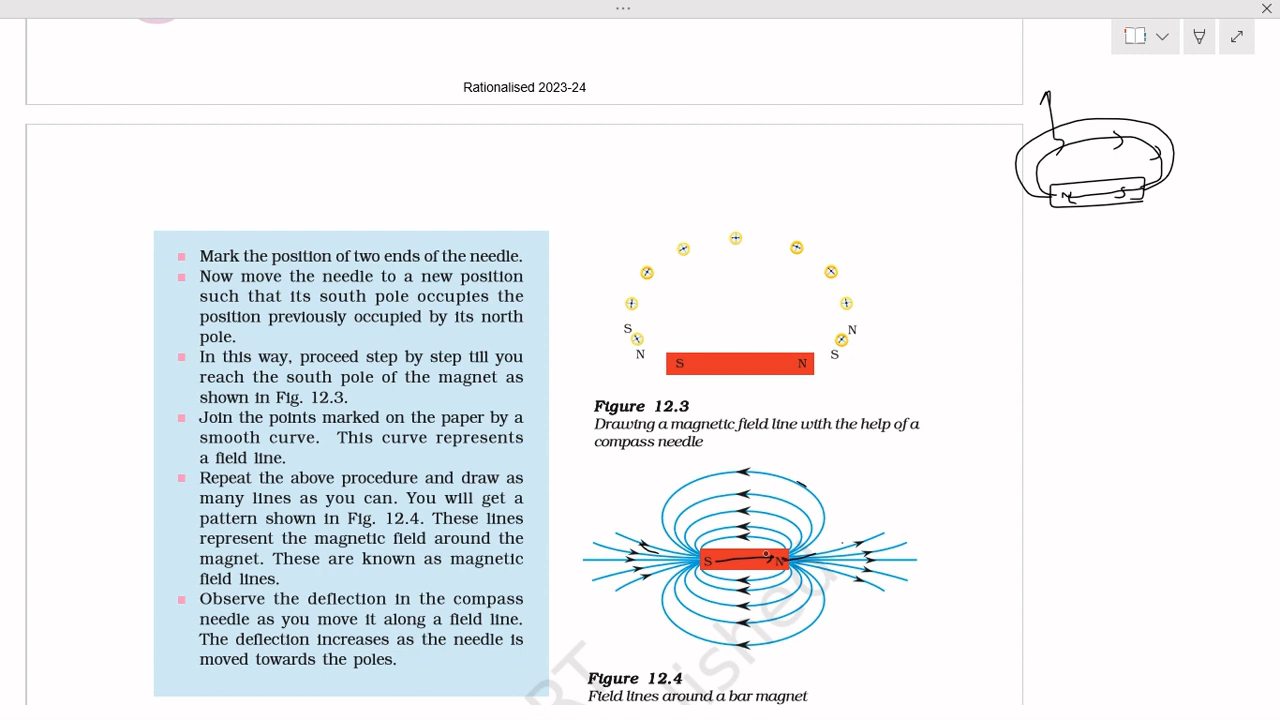 Rationalised 2023-24
N S
Mark the position of two ends of the needle.
Now move the needle to a new position
such that its south pole occupies the
position previously occupied by its north
pole.
In this way, proceed step by step till you
reach the south pole of the magnet as
shown in Fig. 12.3.
Join the points marked on the paper by a
smooth curve. This curve represents
a field line.
Repeat the above procedure and draw as
many lines as you can. You will get a
pattern shown in Fig. 12.4. These lines
represent the magnetic field around the
magnet. These are known as magnetic
field lines.
Observe the deflection in the compass
needle as you move it along a field line.
The deflection increases as the needle is
moved towards the poles.
S N
N S
S N
Figure 12.3
Drawing a magnetic field line with the help of a
compass needle
S N
Figure 12.4
Field lines around a bar magnet